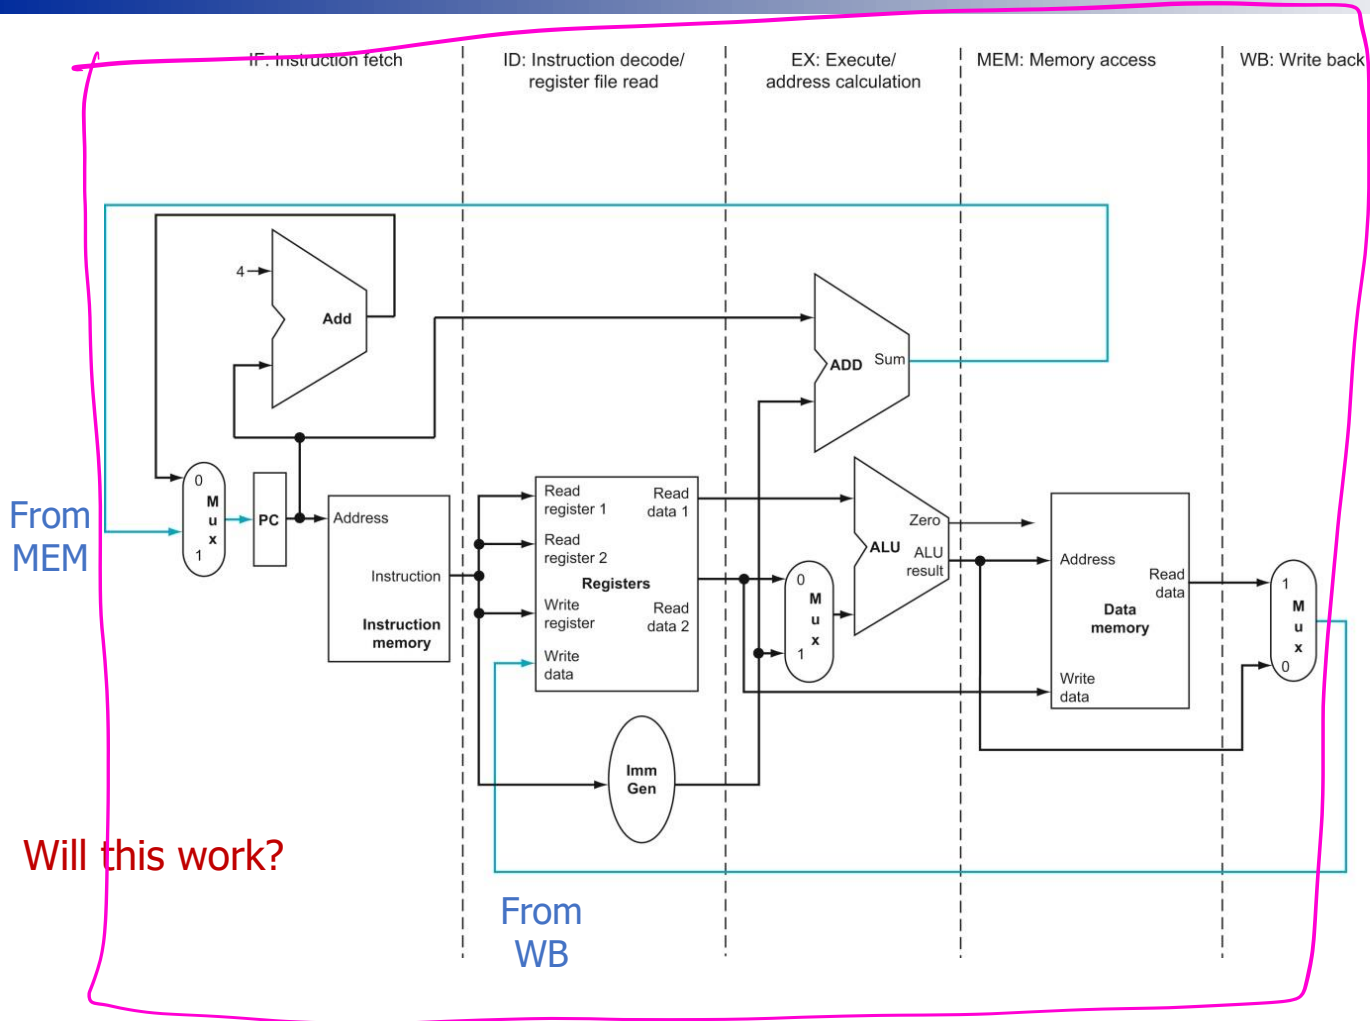 IF: Instruction fetch
ID: Instruction decode/
register file read
EX: Execute/
address calculation
MEM: Memory access
WB: Write back
4
Add
ADD
Sum
From
MEM
0
M
u
x
1
PC
Address
Instruction
Instruction
memory
Read
register 1
Read
register 2
Write
register
Write
data
Registers
Read
data 1
Read
data 2
Imm
Gen
0
M
u
x
1
Zero
ALU
ALU
result
Address
Read
data
Data
memory
Write
data
1
M
u
x
0
Will this work?
From
WB